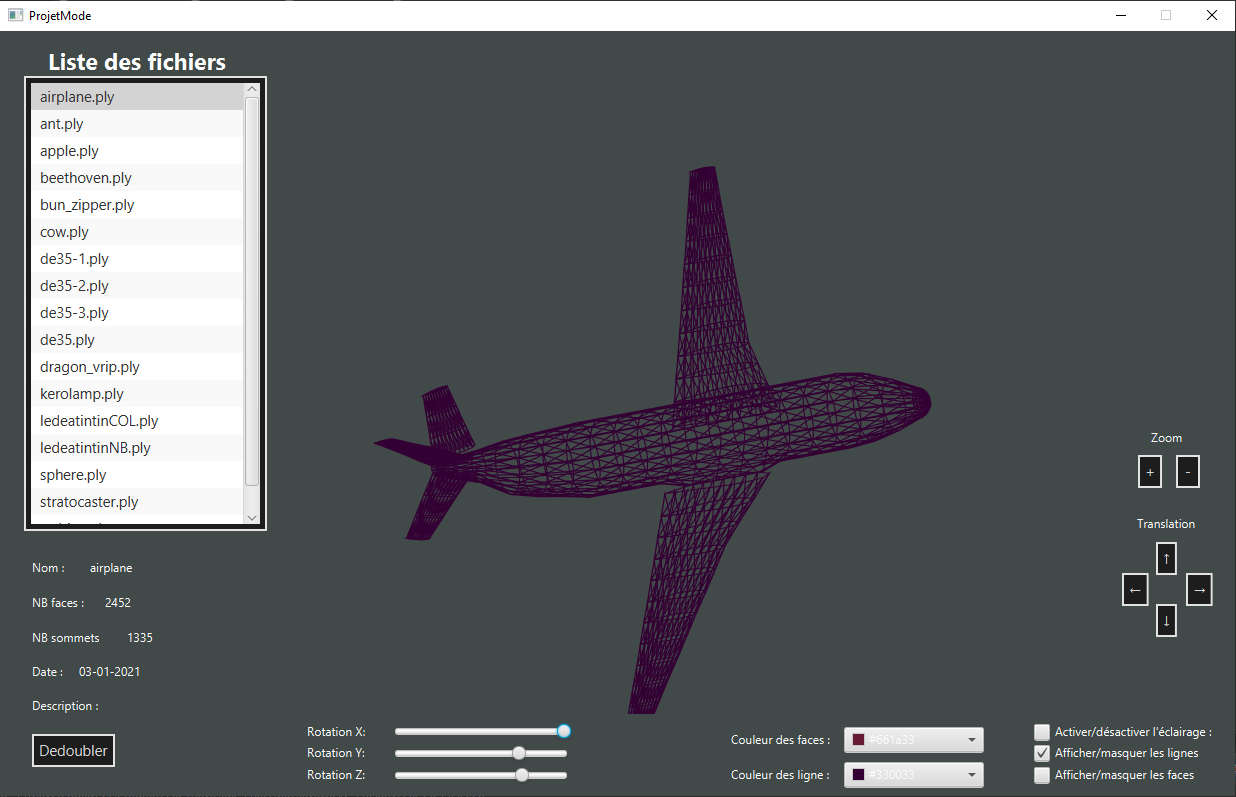 ProjetMode
Liste des fichiers
airplane.ply
ant.ply
apple.ply
beethoven.ply
bun_zipper.ply
cow.ply
de35-1.ply
de35-2.ply
de35-3.ply
de35.ply
dragon_vrip.ply
kerolamp.ply
ledeatintinCOL.ply
ledeatintinNB.ply
sphere.ply
stratocaster.ply
Nom : airplane
NB faces : 2452
NB sommets 1335
Date : 03-01-2021
Description :
Dedoubler
Rotation X:
Rotation Y:
Rotation Z:
Couleur des faces : #661a33
Couleur des ligne : #330033
Zoom
+ -
Translation
↑
← →
↓
Activer/désactiver l'éclairage :
Afficher/masquer les lignes
Afficher/masquer les faces